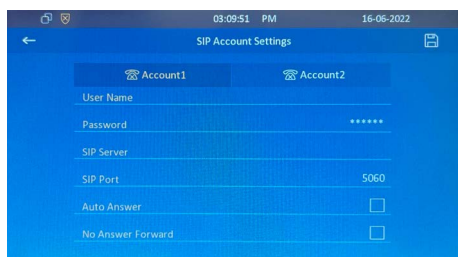 03:09:51 PM 16-06-2022
SIP Account Settings
Account1 Account2
User Name
Password ******
SIP Server
SIP Port 5060
Auto Answer
No Answer Forward